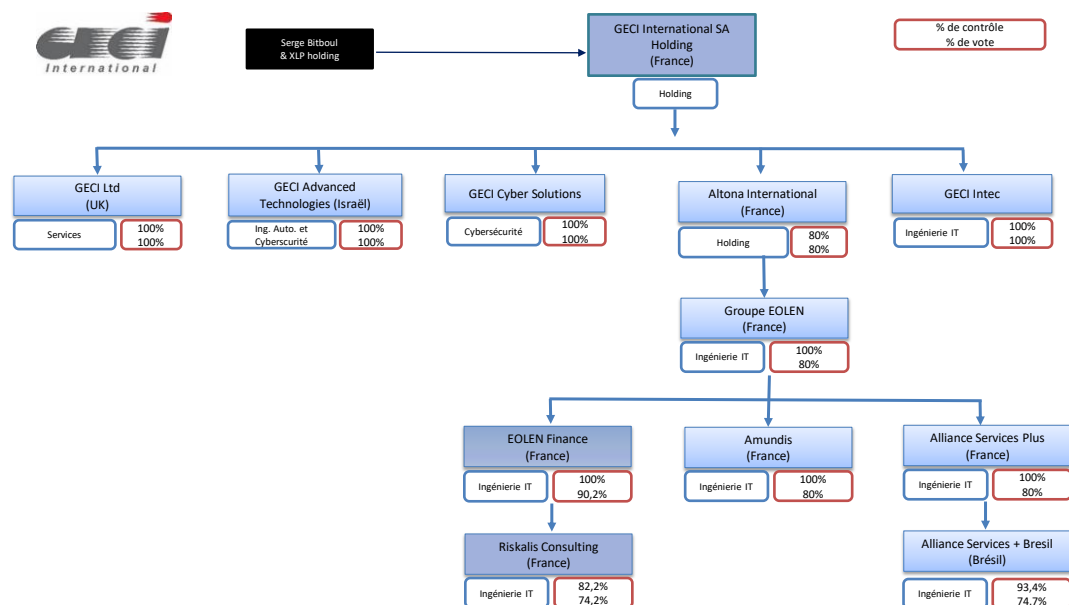 GECI
International
Serge Bitboul
& XLP holding
GECI International SA
Holding
(France)
% de contrôle
% de vote
Holding
GECI Ltd
(UK)
Services
100%
100%
GECI Advanced
Technologies (Israël)
Ing. Auto. et
Cyberscurité
100%
100%
GECI Cyber Solutions
Cybersécurité
100%
100%
Altona International
(France)
Holding
80%
80%
GECI Intec
Ingénierie IT
100%
100%
Groupe EOLEN
(France)
Ingénierie IT
100%
80%
EOLEN Finance
(France)
Ingénierie IT
100%
90,2%
Amundis
(France)
Ingénierie IT
100%
80%
Alliance Services Plus
(France)
Ingénierie IT
100%
80%
Riskalis Consulting
(France)
Ingénierie IT
82,2%
74,2%
Alliance Services + Bresil
(Brésil)
Ingénierie IT
93,4%
74,7%